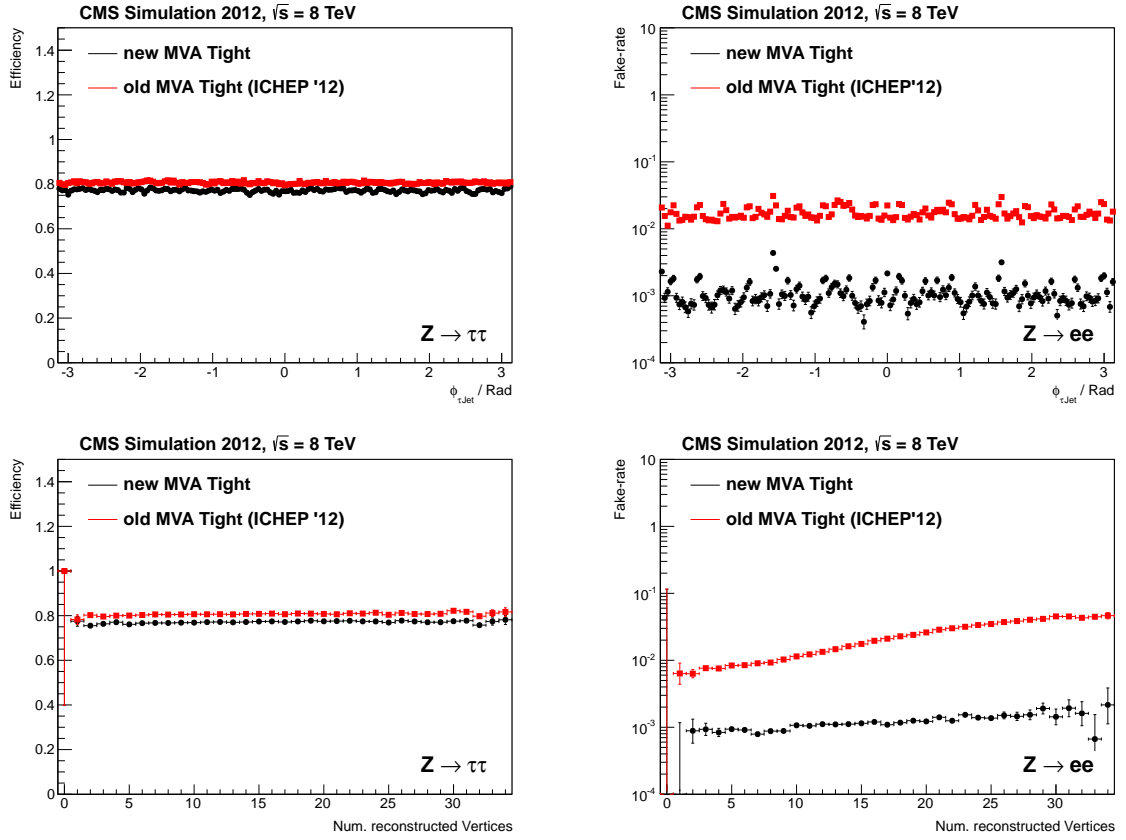 CMS Simulation 2012, √s = 8 TeV
Efficiency
1.4
1.2
1
0.8
0.6
0.4
0.2
0
new MVA Tight
old MVA Tight (ICHEP '12)
Z → ττ
-3 -2 -1 0 1 2 3
ϕτJet / Rad
CMS Simulation 2012, √s = 8 TeV
Fake-rate
10
1
10-1
10-2
10-3
10-4
new MVA Tight
old MVA Tight (ICHEP'12)
Z → ee
-3 -2 -1 0 1 2 3
ϕτJet / Rad
CMS Simulation 2012, √s = 8 TeV
Efficiency
1.4
1.2
1
0.8
0.6
0.4
0.2
0
new MVA Tight
old MVA Tight (ICHEP '12)
Z → ττ
0 5 10 15 20 25 30
Num. reconstructed Vertices
CMS Simulation 2012, √s = 8 TeV
Fake-rate
10
1
10-1
10-2
10-3
10-4
new MVA Tight
old MVA Tight (ICHEP'12)
Z → ee
0 5 10 15 20 25 30
Num. reconstructed Vertices